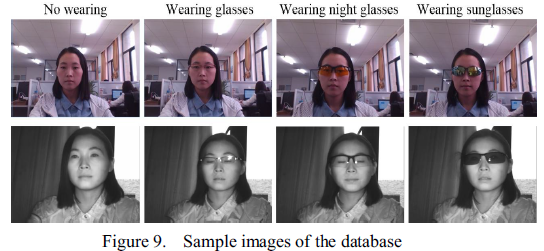 No wearing
Wearing glasses
Wearing night glasses
Wearing sunglasses
Figure 9. Sample images of the database